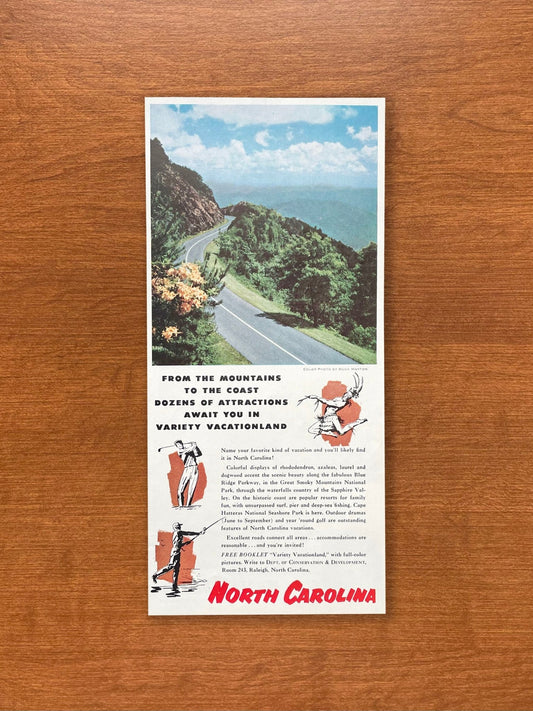 COLOR PHOTO BY HUGH MORTON
FROM THE MOUNTAINS
TO THE COAST
DOZENS OF ATTRACTIONS
AWAIT YOU IN
VARIETY VACATIONLAND
Name your favorite kind of vacation and you'll likely find
it in North Carolina!
Colorful displays of rhododendron, azaleas, laurel and
dogwood accent the scenic beauty along the fabulous Blue
Ridge Parkway, in the Great Smoky Mountains National
Park, through the waterfalls country of the Sapphire Val-
ley. On the historic coast are popular resorts for family
fun, with unsurpassed surf, pier and deep-sea fishing. Cape
Hatteras National Seashore Park is here. Outdoor dramas
(June to September) and year 'round golf are outstanding
features of North Carolina vacations.
Excellent roads connect all areas . . . accommodations are
reasonable . . . and you're invited!
FREE BOOKLET "Variety Vacationland," with full-color
pictures. Write to DEPT. OF CONSERVATION & DEVELOPMENT,
Room 243, Raleigh, North Carolina.
NORTH CAROLINA